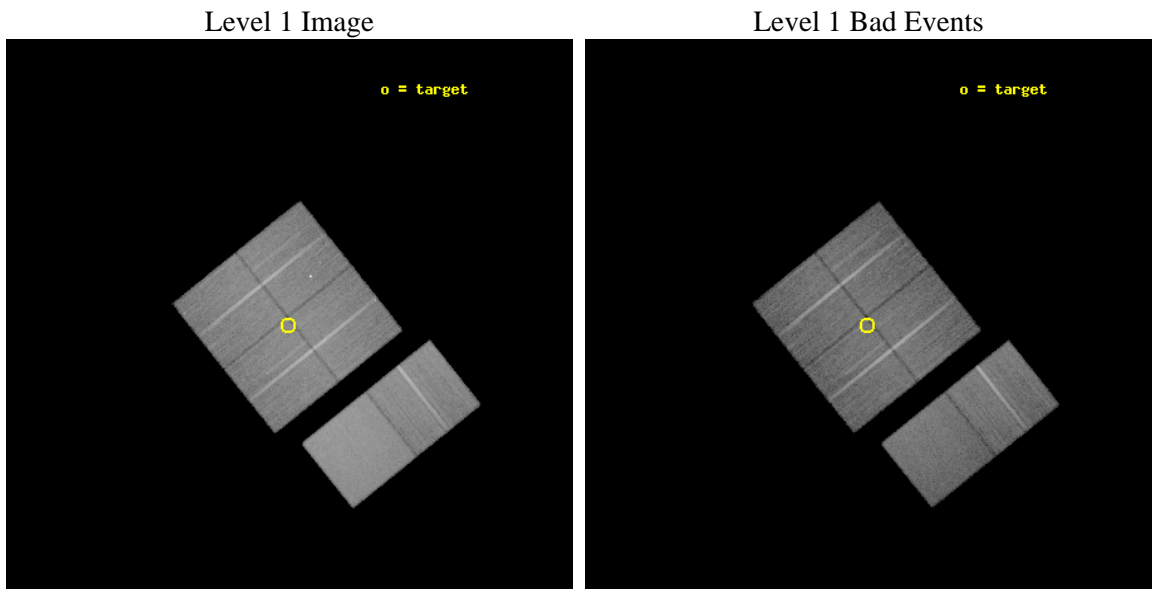 Level 1 Image
Level 1 Bad Events
o = target
o = target